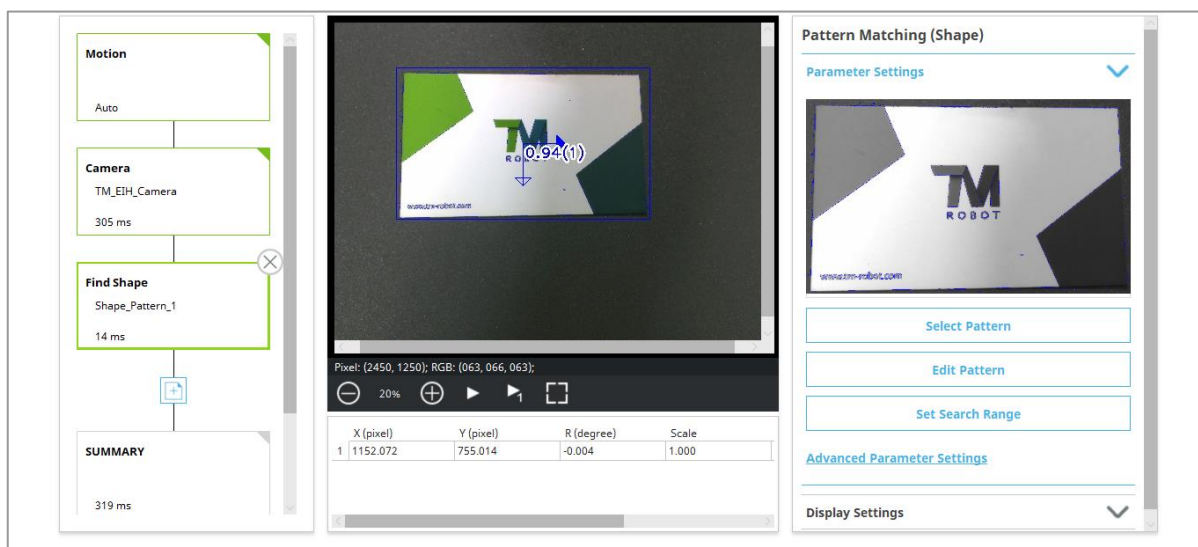 Motion
Auto
Camera
TM_EIH_Camera
305 ms
Find Shape
Shape_Pattern_1
14 ms
SUMMARY
319 ms
TM
0.94(1)
www.tm-robot.com
Pixel: (2450, 1250); RGB: (063, 066, 063);
20%
1
X (pixel) Y (pixel) R (degree) Scale
1 1152.072 755.014 -0.004 1.000
Pattern Matching (Shape)
Parameter Settings
TM
ROBOT
www.tm-robot.com
Select Pattern
Edit Pattern
Set Search Range
Advanced Parameter Settings
Display Settings